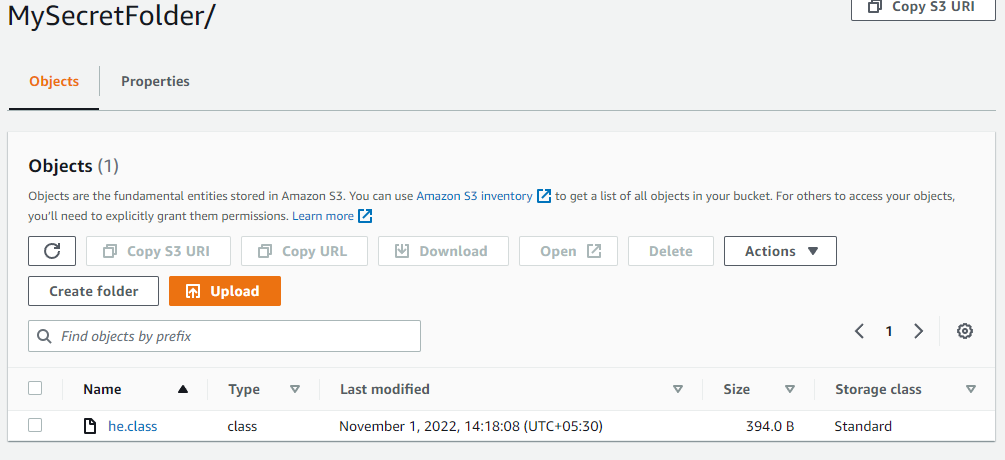 MySecretFolder/
Copy S3 URI
Objects
Properties
Objects (1)
Objects are the fundamental entities stored in Amazon S3. You can use Amazon S3 inventory to get a list of all objects in your bucket. For others to access your objects,
you'll need to explicitly grant them permissions. Learn more
Copy S3 URI
Copy URL
Download
Open
Delete
Actions
Create folder
Upload
Find objects by prefix
1
Name Type Last modified Size Storage class
he.class class November 1, 2022, 14:18:08 (UTC+05:30) 394.0 B Standard